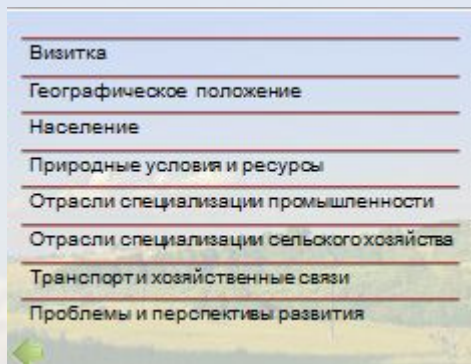 Визитка
Географическое положение
Население
Природные условия и ресурсы
Отрасли специализации промышленности
Отрасли специализации сельского хозяйства
Транспорт и хозяйственные связи
Проблемы и перспективы развития